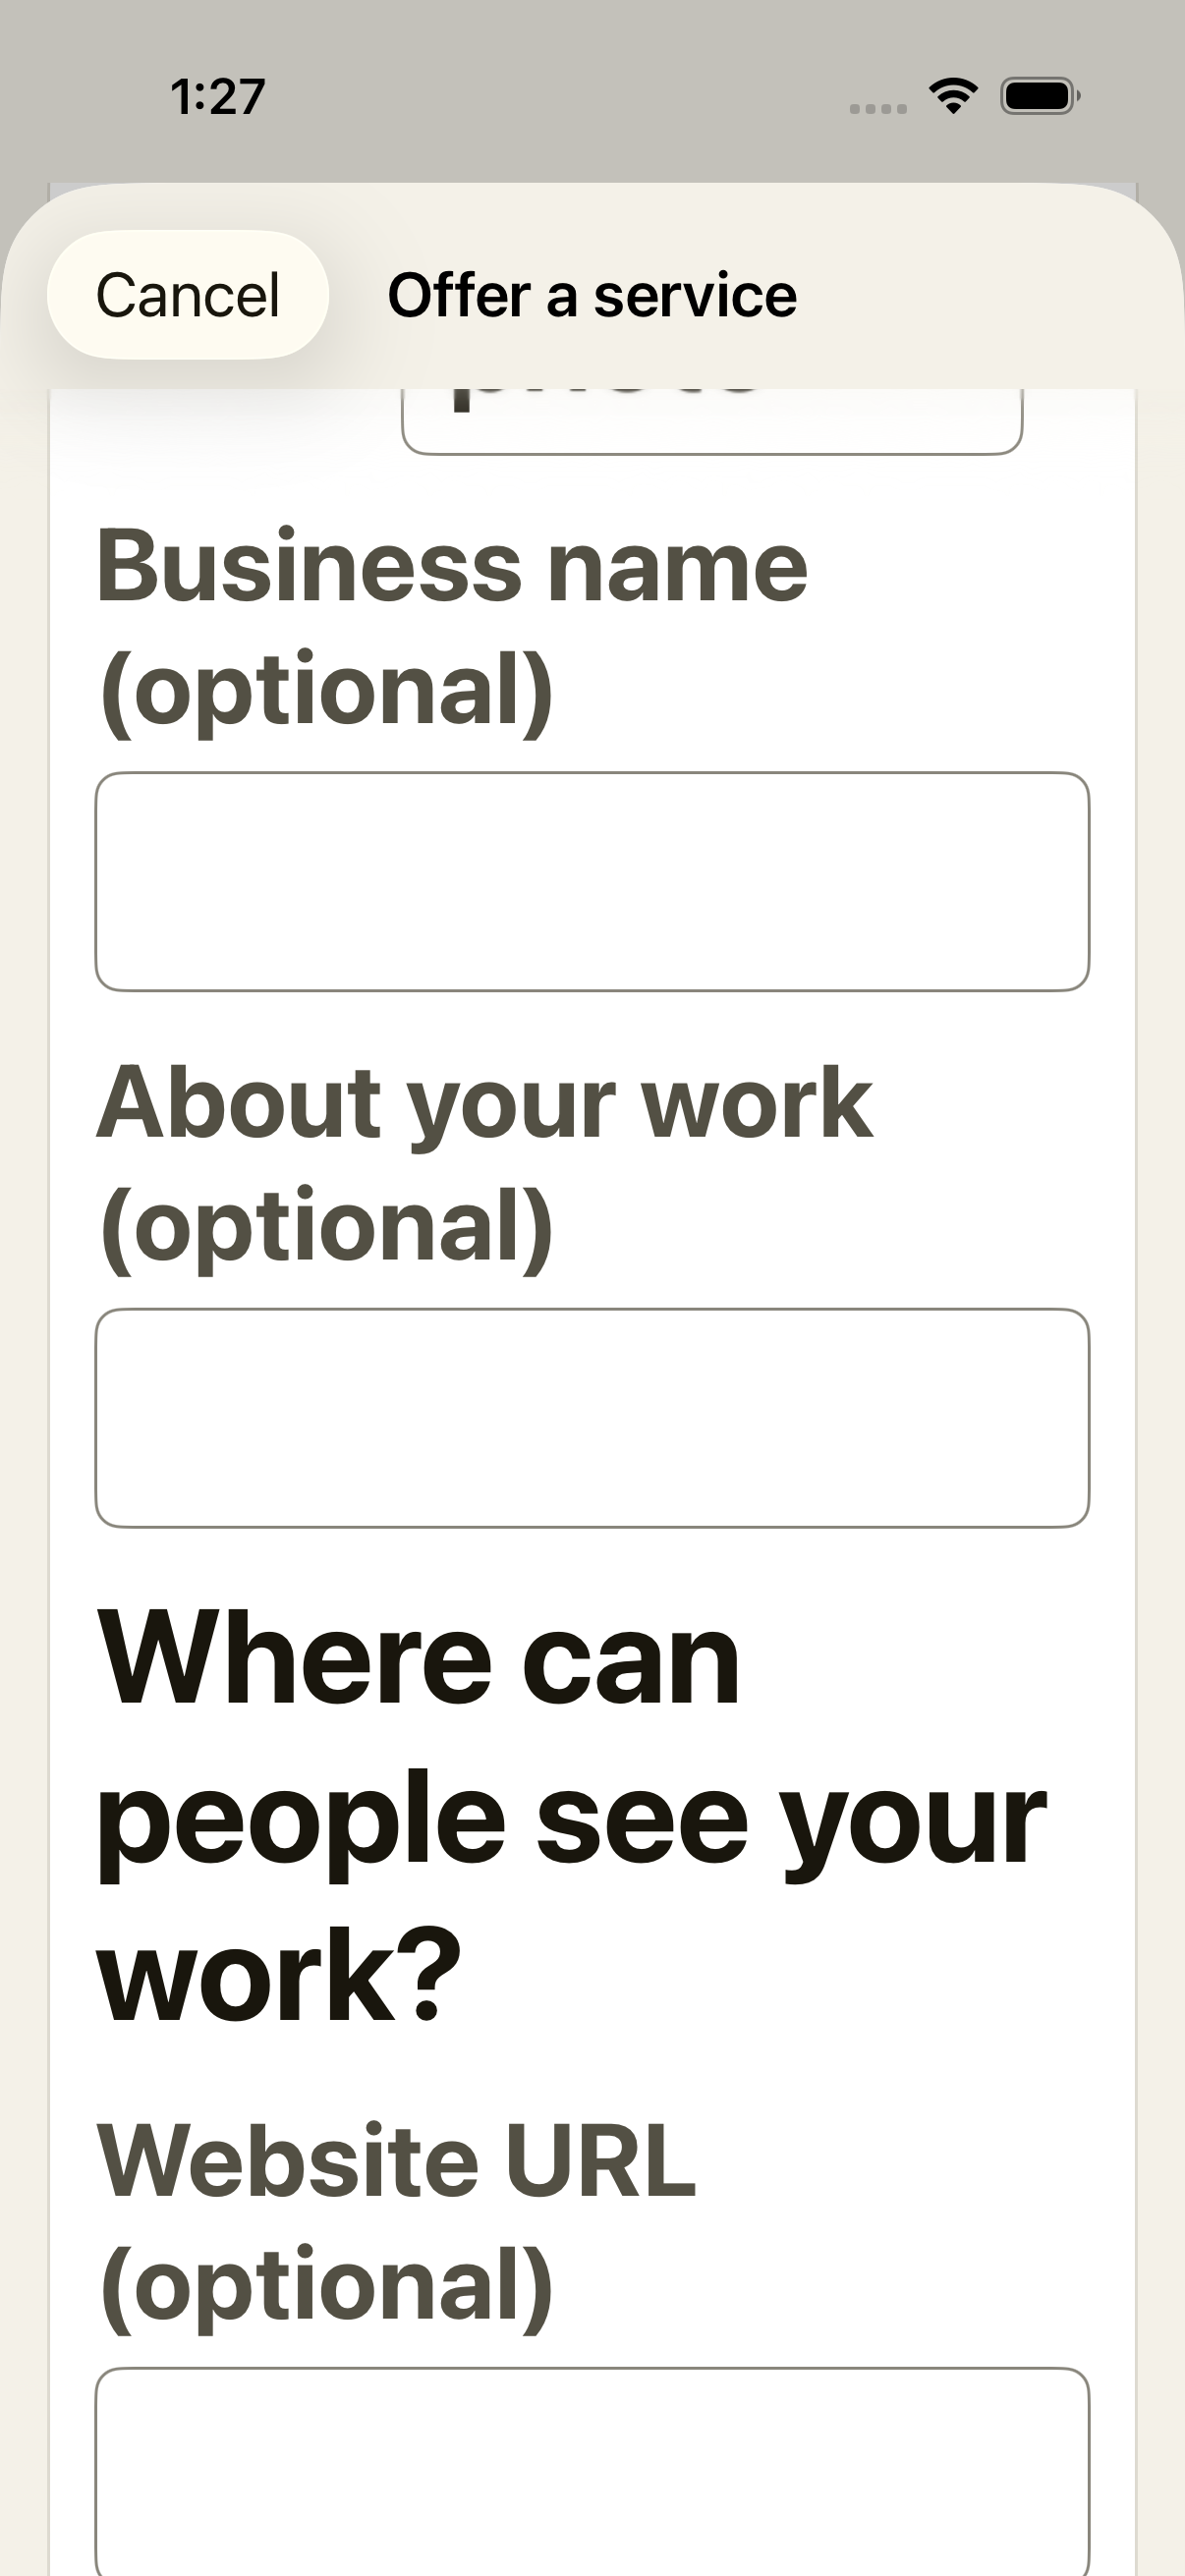 1:27
Cancel
Offer a service
Business name
(optional)
About your work
(optional)
Where can
people see your
work?
Website URL
(optional)